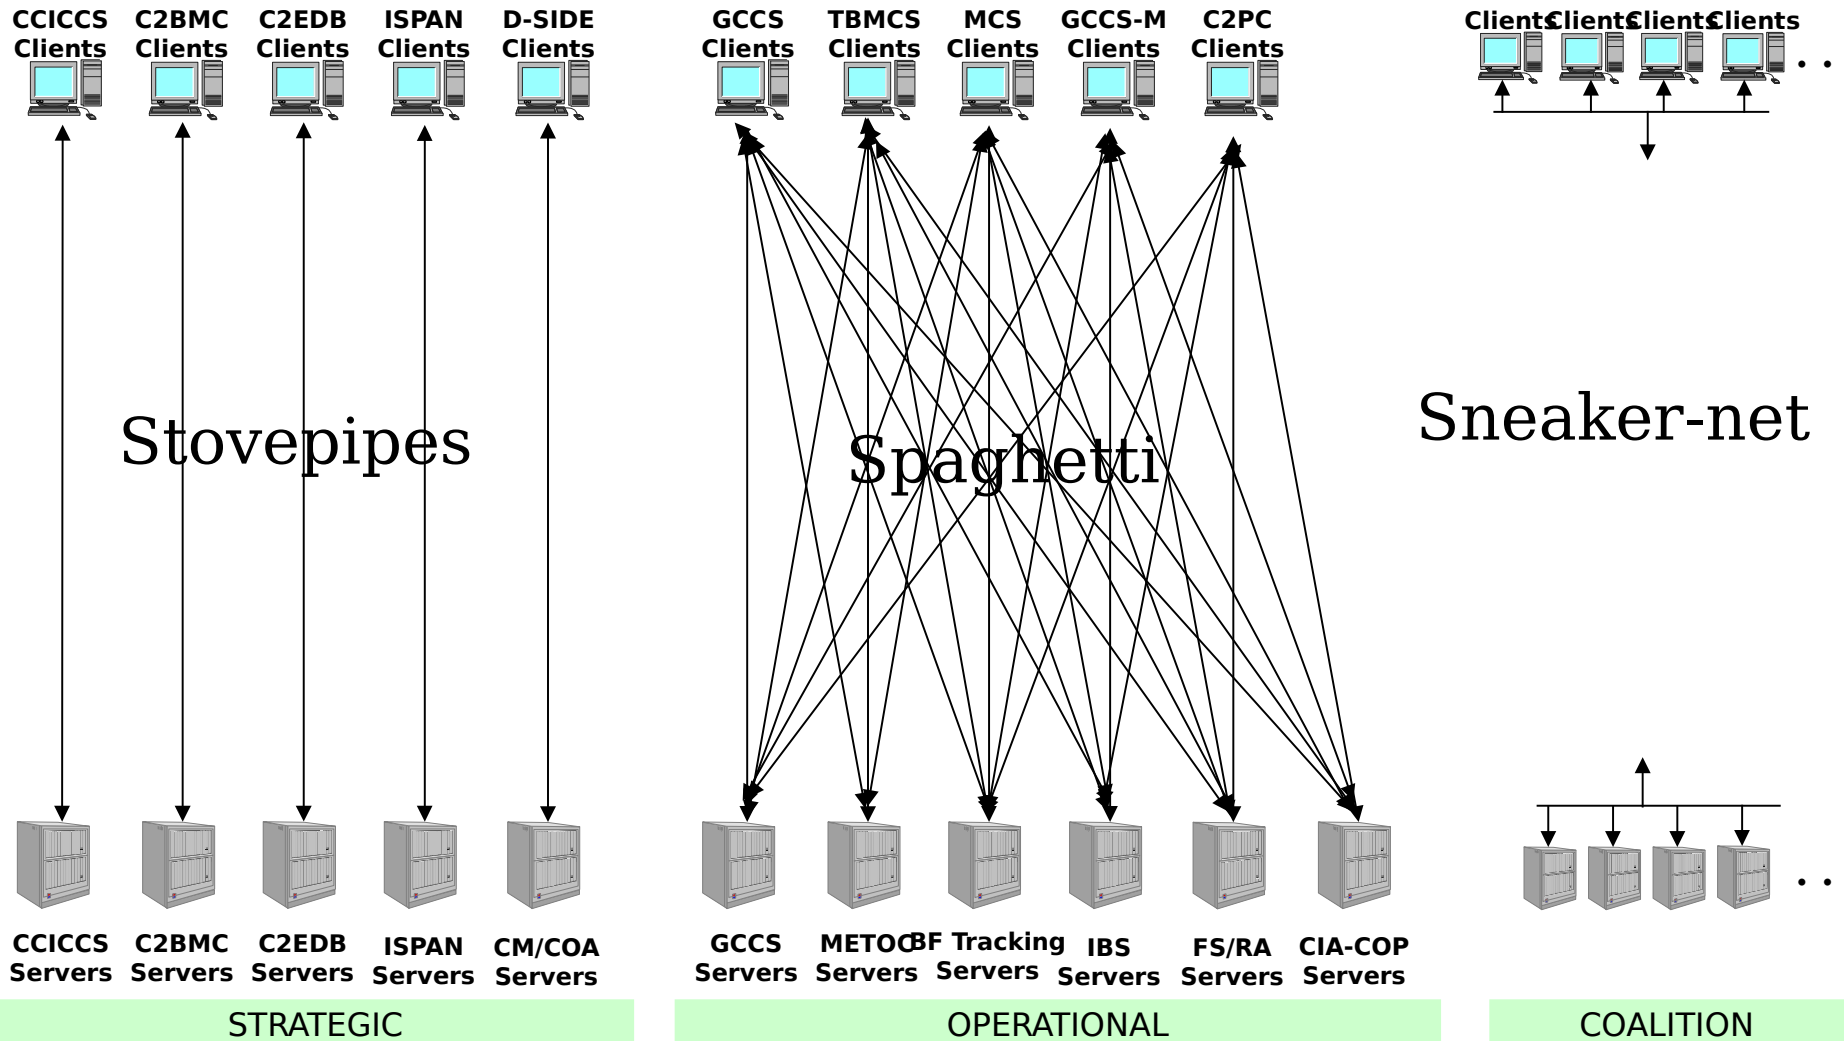 CCICCS
Clients
C2BMC
Clients
C2EDB
Clients
ISPAN
Clients
D-SIDE
Clients
GCCS
Clients
TBMCS
Clients
MCS
Clients
GCCS-M
Clients
C2PC
Clients
Clients
Clients
Clients
Clients
. .
Stovepipes
Spaghetti
Sneaker-net
. .
CCICCS
Servers
C2BMC
Servers
C2EDB
Servers
ISPAN
Servers
CM/COA
Servers
GCCS
Servers
METOC
Servers
BF Tracking
Servers
IBS
Servers
FS/RA
Servers
CIA-COP
Servers
STRATEGIC
OPERATIONAL
COALITION